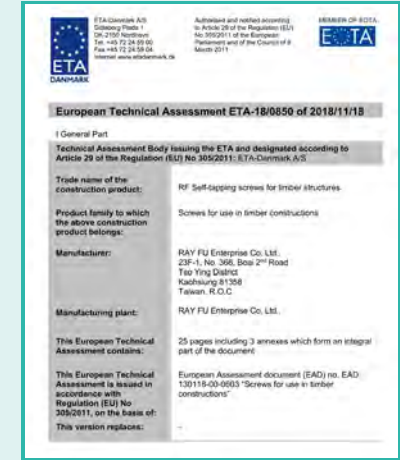 ETA-Danmark A/S
Göteborg Plads 1
DK-2150 Nordhavn
Tel. +45 72 24 59 00
Fax +45 72 24 59 04
Internet www.etadanmark.dk
Authorised and notified according
to Article 29 of the Regulation (EU)
No 305/2011 of the European
Parliament and of the Council of 9
March 2011
MEMBER OF EOTA
ETA
DANMARK
European Technical Assessment ETA-18/0850 of 2018/11/18
I General Part
Technical Assessment Body issuing the ETA and designated according to
Article 29 of the Regulation (EU) No 305/2011: ETA-Danmark A/S
Trade name of the
construction product:
RF Self-tapping screws for timber structures
Product family to which
the above construction
product belongs:
Screws for use in timber constructions
Manufacturer:
RAY FU Enterprise Co. Ltd.
23F-1, No. 366, Boai 2nd Road
Tso Ying District
Kaohsiung 81358
Taiwan, R.O.C
Manufacturing plant:
RAY FU Enterprise Co. Ltd.
This European Technical
Assessment contains:
25 pages including 3 annexes which form an integral
part of the document
This European Technical
Assessment is issued in
accordance with
Regulation (EU) No
305/2011, on the basis of:
European Assessment document (EAD) no. EAD
130118-00-0603 "Screws for use in timber
constructions"
This version replaces:
-